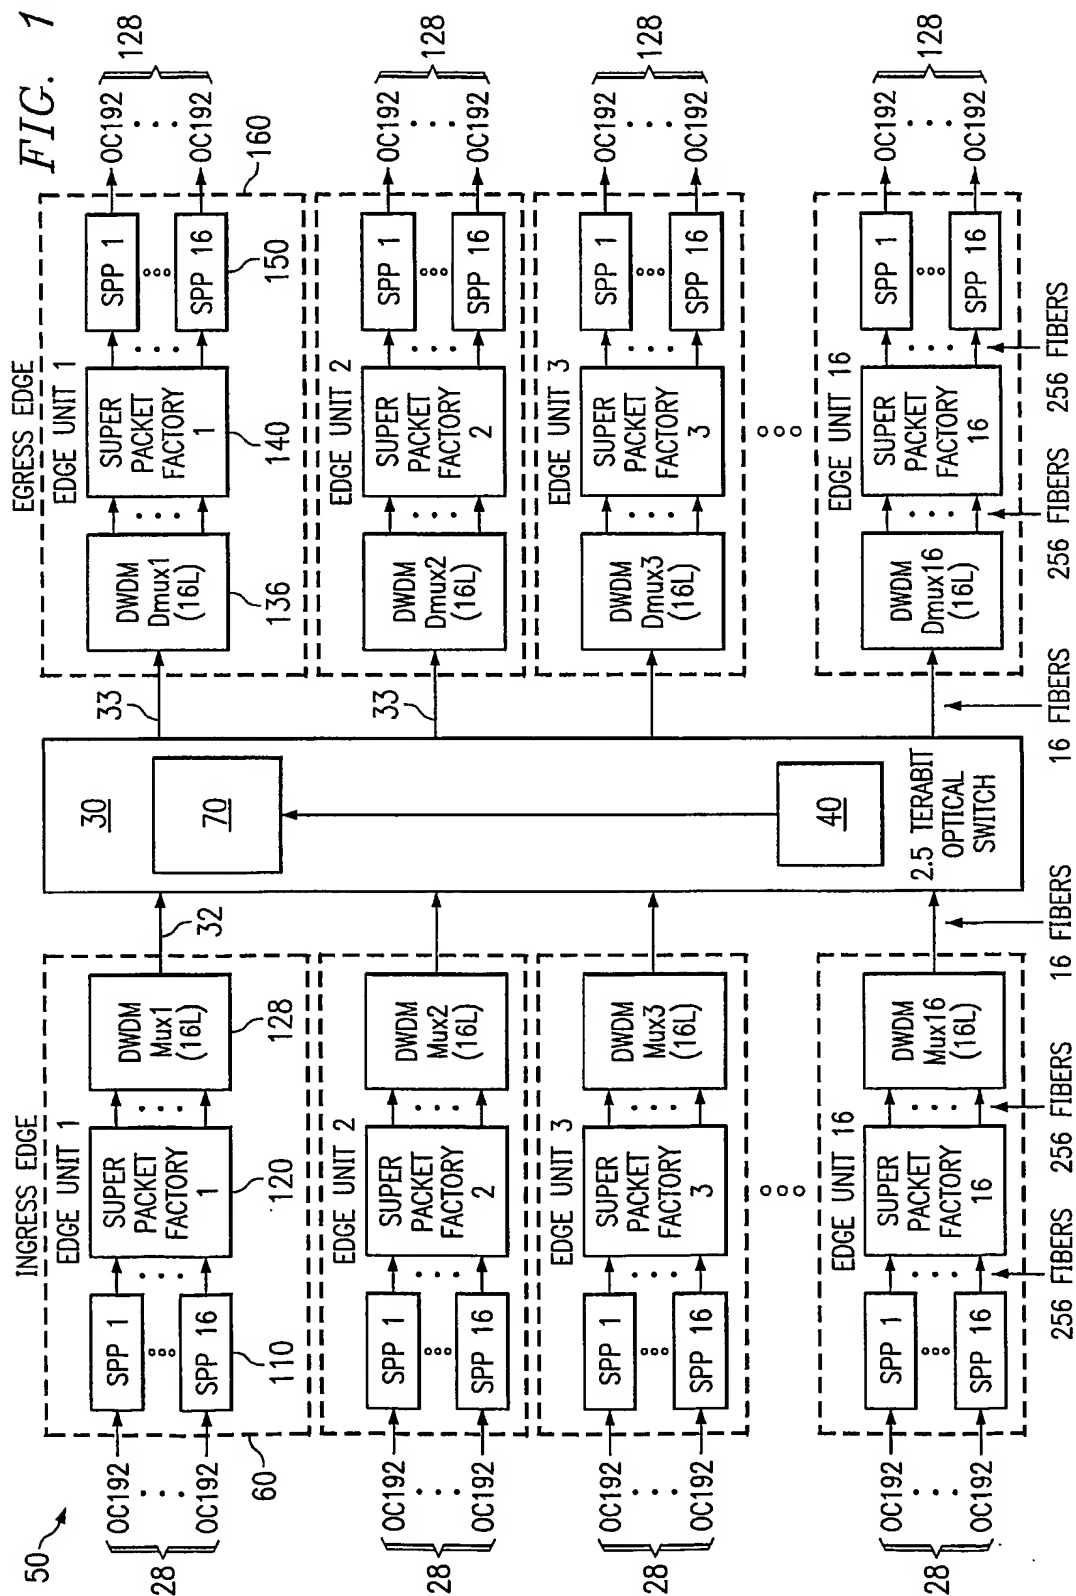 FIG. 1
50
INGRESS EDGE
EGRESS EDGE
EDGE UNIT 1
OC192
OC192
28
SPP 1
SPP 16
110
SUPER
PACKET
FACTORY
1
120
DWDM
Mux1
(16L)
128
60
32
30
70
40
2.5 TERABIT
OPTICAL
SWITCH
33
EDGE UNIT 1
DWDM
Dmux1
(16L)
136
SUPER
PACKET
FACTORY
1
140
SPP 1
SPP 16
150
160
OC192
OC192
128
EDGE UNIT 2
OC192
OC192
28
SPP 1
SPP 16
SUPER
PACKET
FACTORY
2
DWDM
Mux2
(16L)
33
EDGE UNIT 2
DWDM
Dmux2
(16L)
SUPER
PACKET
FACTORY
2
SPP 1
SPP 16
OC192
OC192
128
EDGE UNIT 3
OC192
OC192
28
SPP 1
SPP 16
SUPER
PACKET
FACTORY
3
DWDM
Mux3
(16L)
EDGE UNIT 3
DWDM
Dmux3
(16L)
SUPER
PACKET
FACTORY
3
SPP 1
SPP 16
OC192
OC192
128
EDGE UNIT 16
OC192
OC192
28
SPP 1
SPP 16
SUPER
PACKET
FACTORY
16
DWDM
Mux16
(16L)
EDGE UNIT 16
DWDM
Dmux16
(16L)
SUPER
PACKET
FACTORY
16
SPP 1
SPP 16
OC192
OC192
128
256 FIBERS
256 FIBERS
16 FIBERS
16 FIBERS
256 FIBERS
256 FIBERS